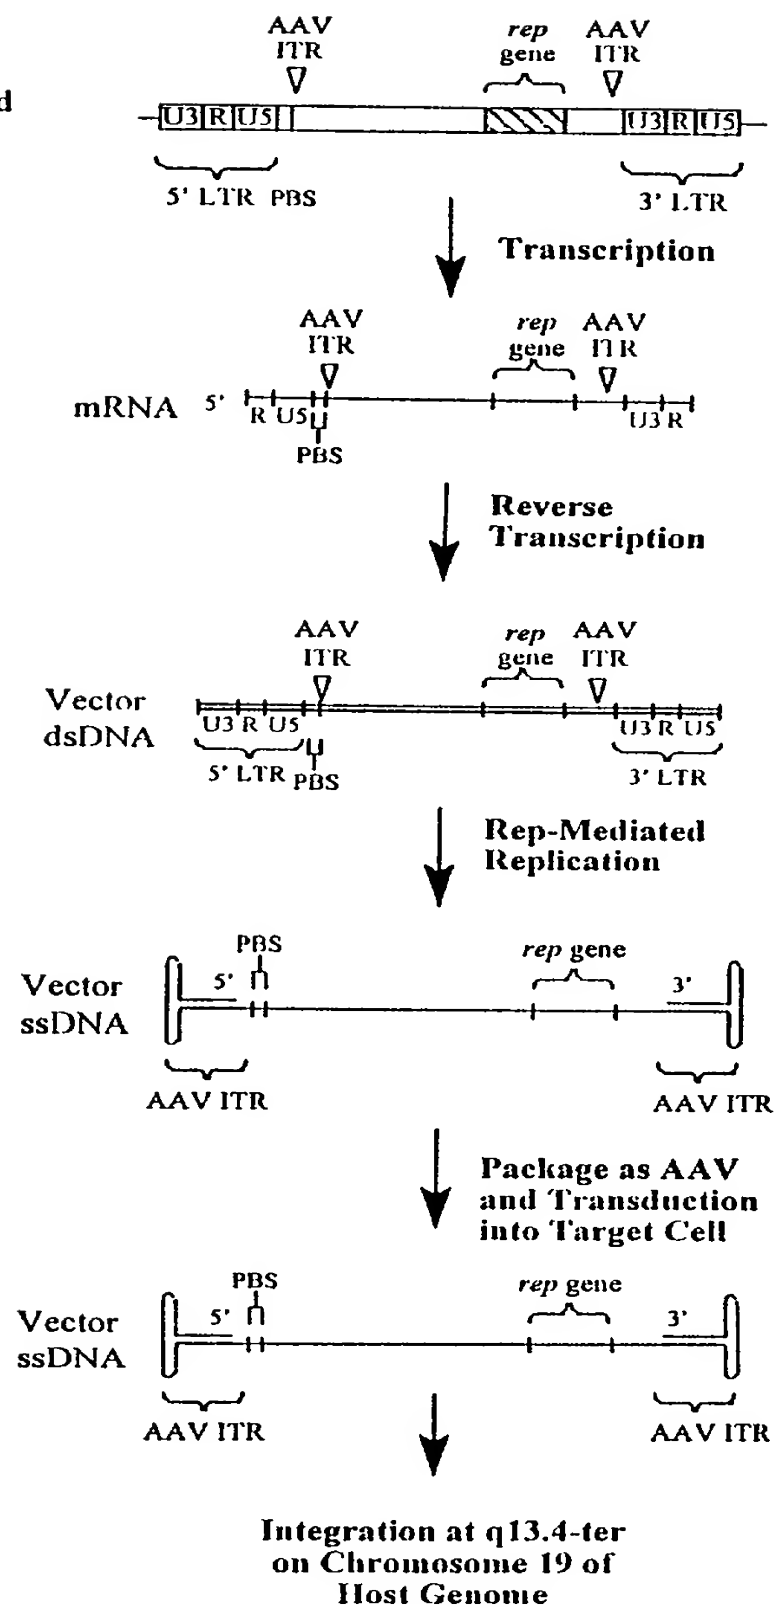 AAV rep AAV
ITR gene ITR
d
U3 R U5 U3 R U5
5' LTR PBS 3' LTR
Transcription
AAV rep AAV
ITR gene ITR
mRNA 5' R U5 U3 R
PBS
Reverse
Transcription
AAV rep AAV
ITR gene ITR
Vector
dsDNA
U3 R U5 U3 R U5
5' LTR PBS 3' LTR
Rep-Mediated
Replication
PBS rep gene
Vector
ssDNA
5' 3'
AAV ITR AAV ITR
Package as AAV
and Transduction
into Target Cell
PBS rep gene
Vector
ssDNA
5' 3'
AAV ITR AAV ITR
Integration at q13.4-ter
on Chromosome 19 of
Host Genome